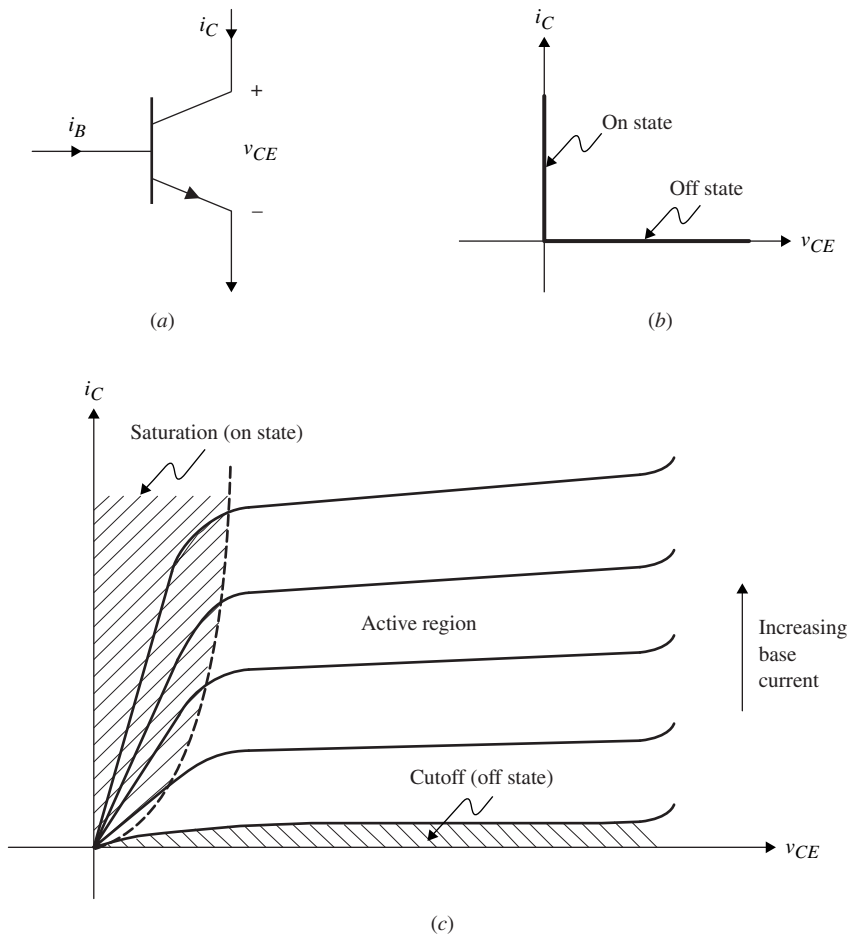 i_C
+
i_B
v_CE
−
(a)
i_C
On state
Off state
v_CE
(b)
i_C
Saturation (on state)
Active region
Increasing
base
current
Cutoff (off state)
v_CE
(c)